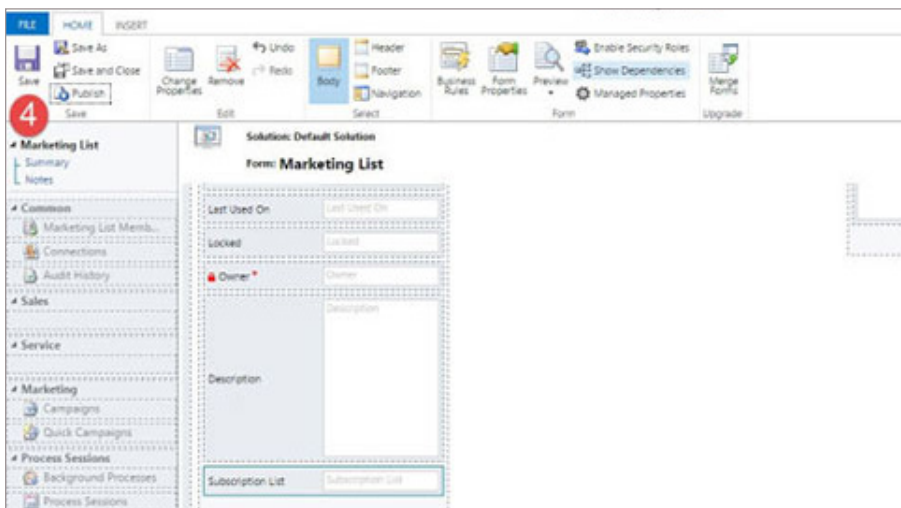 FILE HOME INSERT
Save
Save As
Save and Close
Publish
Save
Change Properties
Remove
Undo
Redo
Edit
Body
Header
Footer
Navigation
Select
Business Rules
Form Properties
Preview
Enable Security Roles
Show Dependencies
Managed Properties
Form
Merge Forms
Upgrade
4
Marketing List
Summary
Notes
Common
Marketing List Memb...
Connections
Audit History
Sales
Service
Marketing
Campaigns
Quick Campaigns
Process Sessions
Background Processes
Process Sessions
Solution: Default Solution
Form: Marketing List
Last Used On Last Used On
Locked Locked
Owner * Owner
Description Description
Subscription List Subscription List